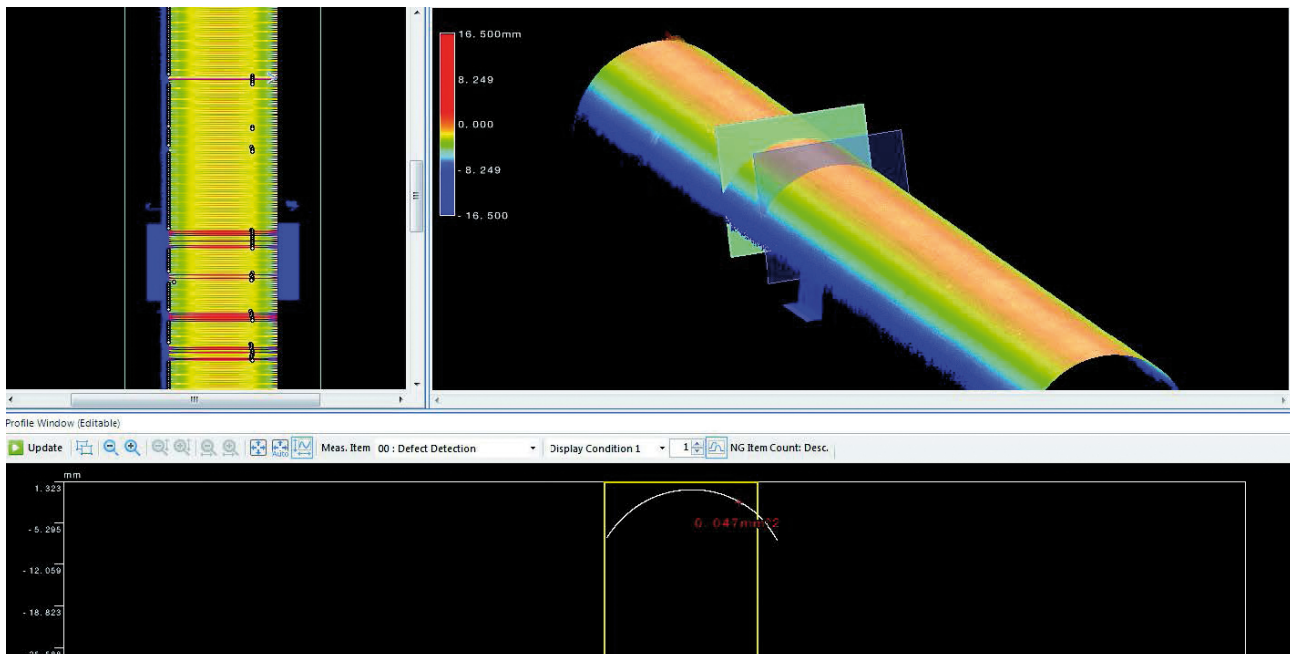 16.500mm
8.249
0.000
-8.249
-16.500
Profile Window (Editable)
Update
Auto
Meas. Item 00 : Defect Detection
Display Condition 1
1
NG Item Count: Desc.
mm
1.323
-5.295
-12.059
-18.823
0.047mm^2